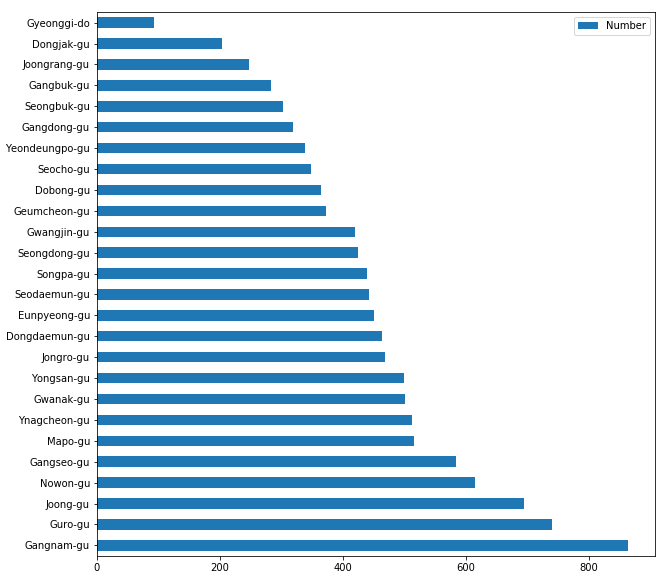 Gyeonggi-do
Number
Dongjak-gu
Joongrang-gu
Gangbuk-gu
Seongbuk-gu
Gangdong-gu
Yeondeungpo-gu
Seocho-gu
Dobong-gu
Geumcheon-gu
Gwangjin-gu
Seongdong-gu
Songpa-gu
Seodaemun-gu
Eunpyeong-gu
Dongdaemun-gu
Jongro-gu
Yongsan-gu
Gwanak-gu
Ynagcheon-gu
Mapo-gu
Gangseo-gu
Nowon-gu
Joong-gu
Guro-gu
Gangnam-gu
0 200 400 600 800